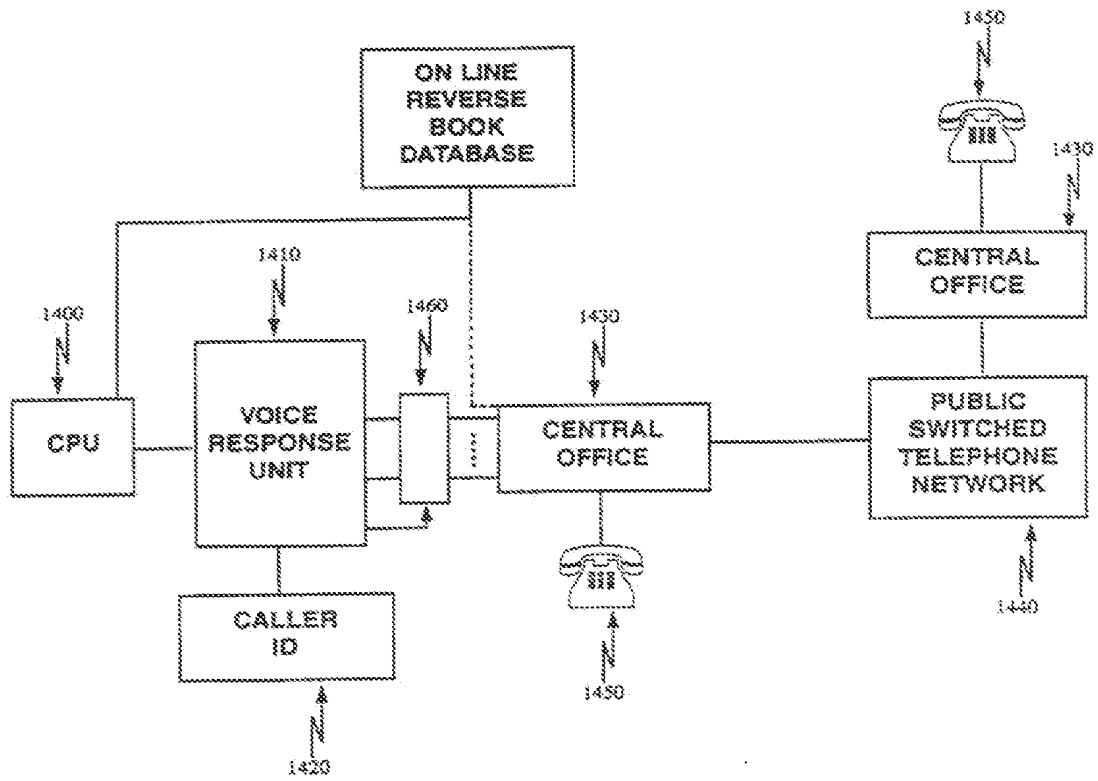 1450
ON LINE
REVERSE
BOOK
DATABASE
1430
1410
CENTRAL
OFFICE
1460
1400
1430
CPU
VOICE
RESPONSE
UNIT
CENTRAL
OFFICE
PUBLIC
SWITCHED
TELEPHONE
NETWORK
CALLER
ID
1440
1450
1420